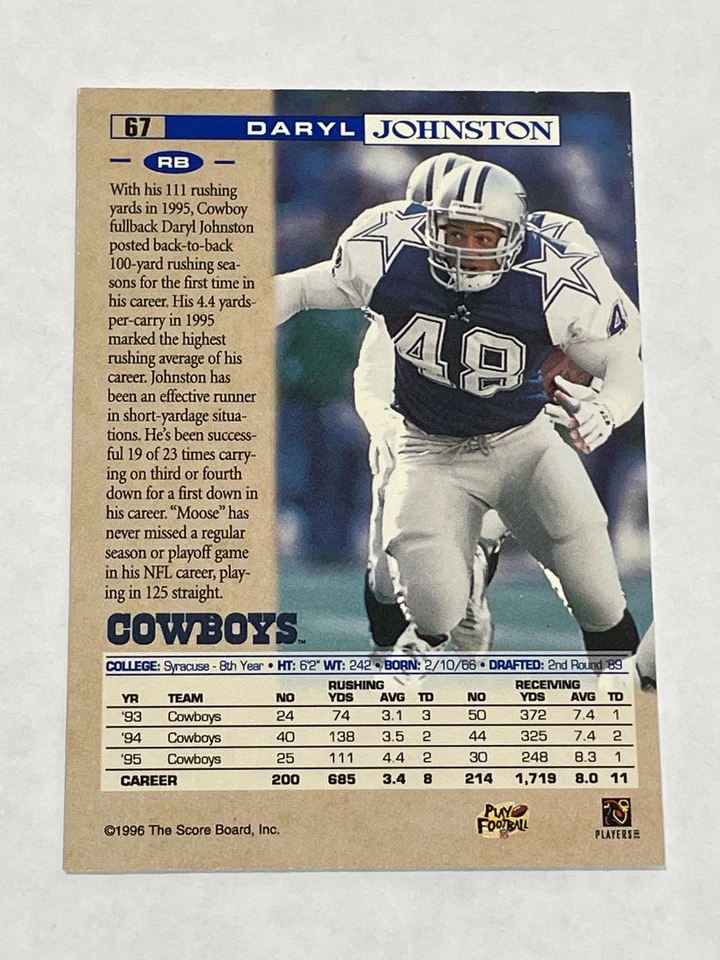 67 DARYL JOHNSTON
RB
With his 111 rushing
yards in 1995, Cowboy
fullback Daryl Johnston
posted back-to-back
100-yard rushing sea-
sons for the first time in
his career. His 4.4 yards-
per-carry in 1995
marked the highest
rushing average of his
career. Johnston has
been an effective runner
in short-yardage situa-
tions. He's been success-
ful 19 of 23 times carry-
ing on third or fourth
down for a first down in
his career. “Moose” has
never missed a regular
season or playoff game
in his NFL career, play-
ing in 125 straight.
48
4
COWBOYS™
COLLEGE: Syracuse - 8th Year • HT: 6'2" WT: 242 • BORN: 2/10/66 • DRAFTED: 2nd Round '89
RUSHING RECEIVING
YR TEAM NO YDS AVG TD NO YDS AVG TD
'93 Cowboys 24 74 3.1 3 50 372 7.4 1
'94 Cowboys 40 138 3.5 2 44 325 7.4 2
'95 Cowboys 25 111 4.4 2 30 248 8.3 1
CAREER 200 685 3.4 8 214 1,719 8.0 11
©1996 The Score Board, Inc.
PLAY
FOOTBALL
PLAYERS